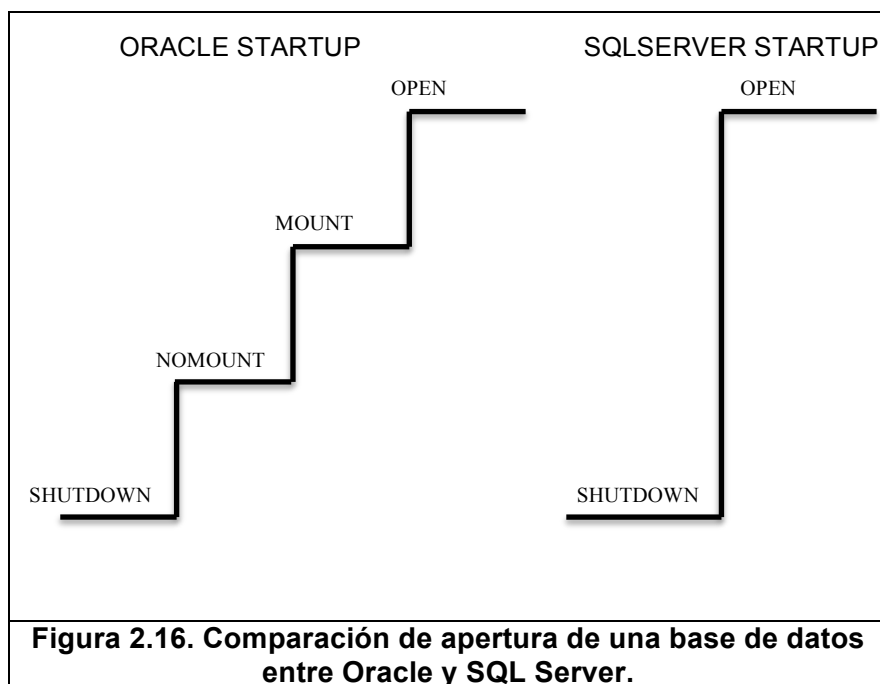 ORACLE STARTUP
SQLSERVER STARTUP
OPEN
OPEN
MOUNT
NOMOUNT
SHUTDOWN
SHUTDOWN
Figura 2.16. Comparación de apertura de una base de datos
entre Oracle y SQL Server.